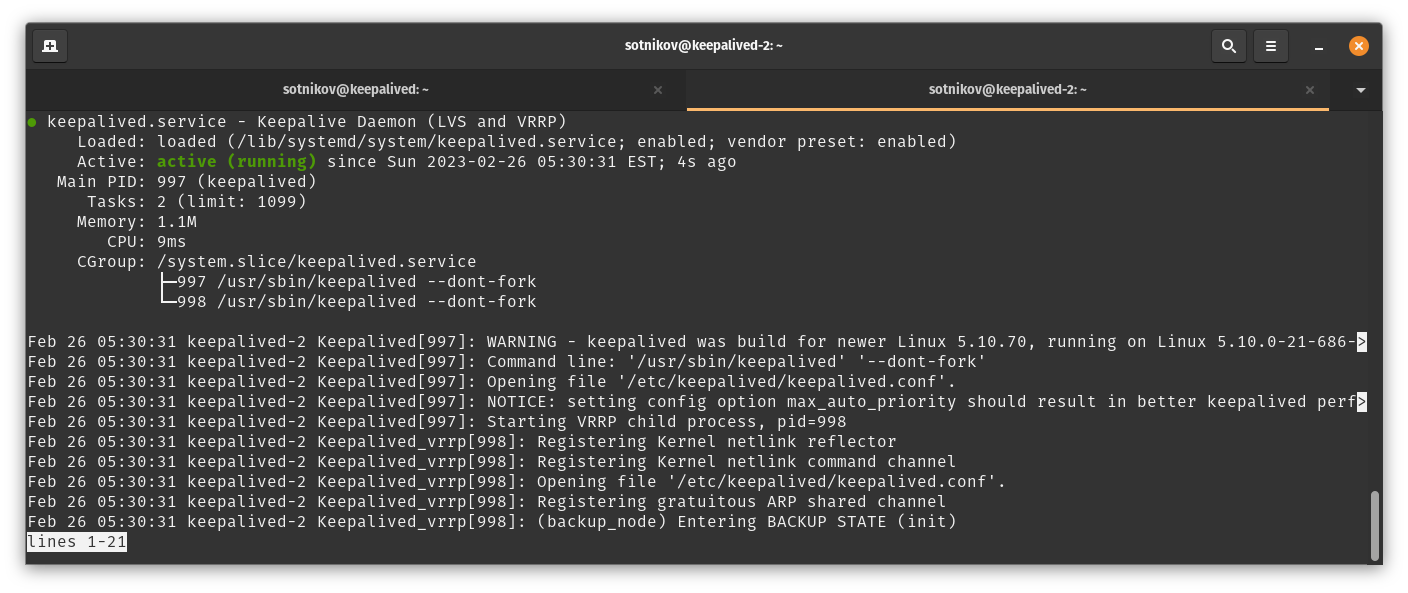 sotnikov@keepalived-2: ~
sotnikov@keepalived: ~
sotnikov@keepalived-2: ~
● keepalived.service - Keepalive Daemon (LVS and VRRP)
Loaded: loaded (/lib/systemd/system/keepalived.service; enabled; vendor preset: enabled)
Active: active (running) since Sun 2023-02-26 05:30:31 EST; 4s ago
Main PID: 997 (keepalived)
Tasks: 2 (limit: 1099)
Memory: 1.1M
CPU: 9ms
CGroup: /system.slice/keepalived.service
├─997 /usr/sbin/keepalived --dont-fork
└─998 /usr/sbin/keepalived --dont-fork
Feb 26 05:30:31 keepalived-2 Keepalived[997]: WARNING - keepalived was build for newer Linux 5.10.70, running on Linux 5.10.0-21-686->
Feb 26 05:30:31 keepalived-2 Keepalived[997]: Command line: '/usr/sbin/keepalived' '--dont-fork'
Feb 26 05:30:31 keepalived-2 Keepalived[997]: Opening file '/etc/keepalived/keepalived.conf'.
Feb 26 05:30:31 keepalived-2 Keepalived[997]: NOTICE: setting config option max_auto_priority should result in better keepalived perf>
Feb 26 05:30:31 keepalived-2 Keepalived[997]: Starting VRRP child process, pid=998
Feb 26 05:30:31 keepalived-2 Keepalived_vrrp[998]: Registering Kernel netlink reflector
Feb 26 05:30:31 keepalived-2 Keepalived_vrrp[998]: Registering Kernel netlink command channel
Feb 26 05:30:31 keepalived-2 Keepalived_vrrp[998]: Opening file '/etc/keepalived/keepalived.conf'.
Feb 26 05:30:31 keepalived-2 Keepalived_vrrp[998]: Registering gratuitous ARP shared channel
Feb 26 05:30:31 keepalived-2 Keepalived_vrrp[998]: (backup_node) Entering BACKUP STATE (init)
lines 1-21